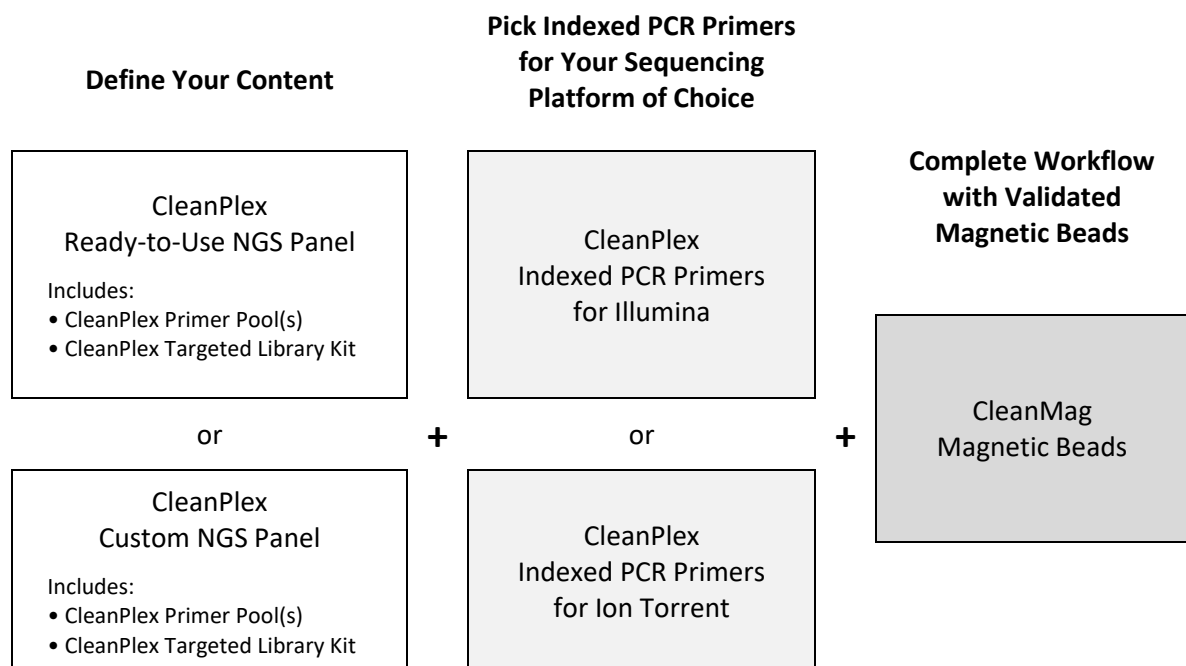 Define Your Content
CleanPlex
Ready-to-Use NGS Panel
Includes:
• CleanPlex Primer Pool(s)
• CleanPlex Targeted Library Kit
or
CleanPlex
Custom NGS Panel
Includes:
• CleanPlex Primer Pool(s)
• CleanPlex Targeted Library Kit
+
Pick Indexed PCR Primers
for Your Sequencing
Platform of Choice
CleanPlex
Indexed PCR Primers
for Illumina
or
CleanPlex
Indexed PCR Primers
for Ion Torrent
+
Complete Workflow
with Validated
Magnetic Beads
CleanMag
Magnetic Beads